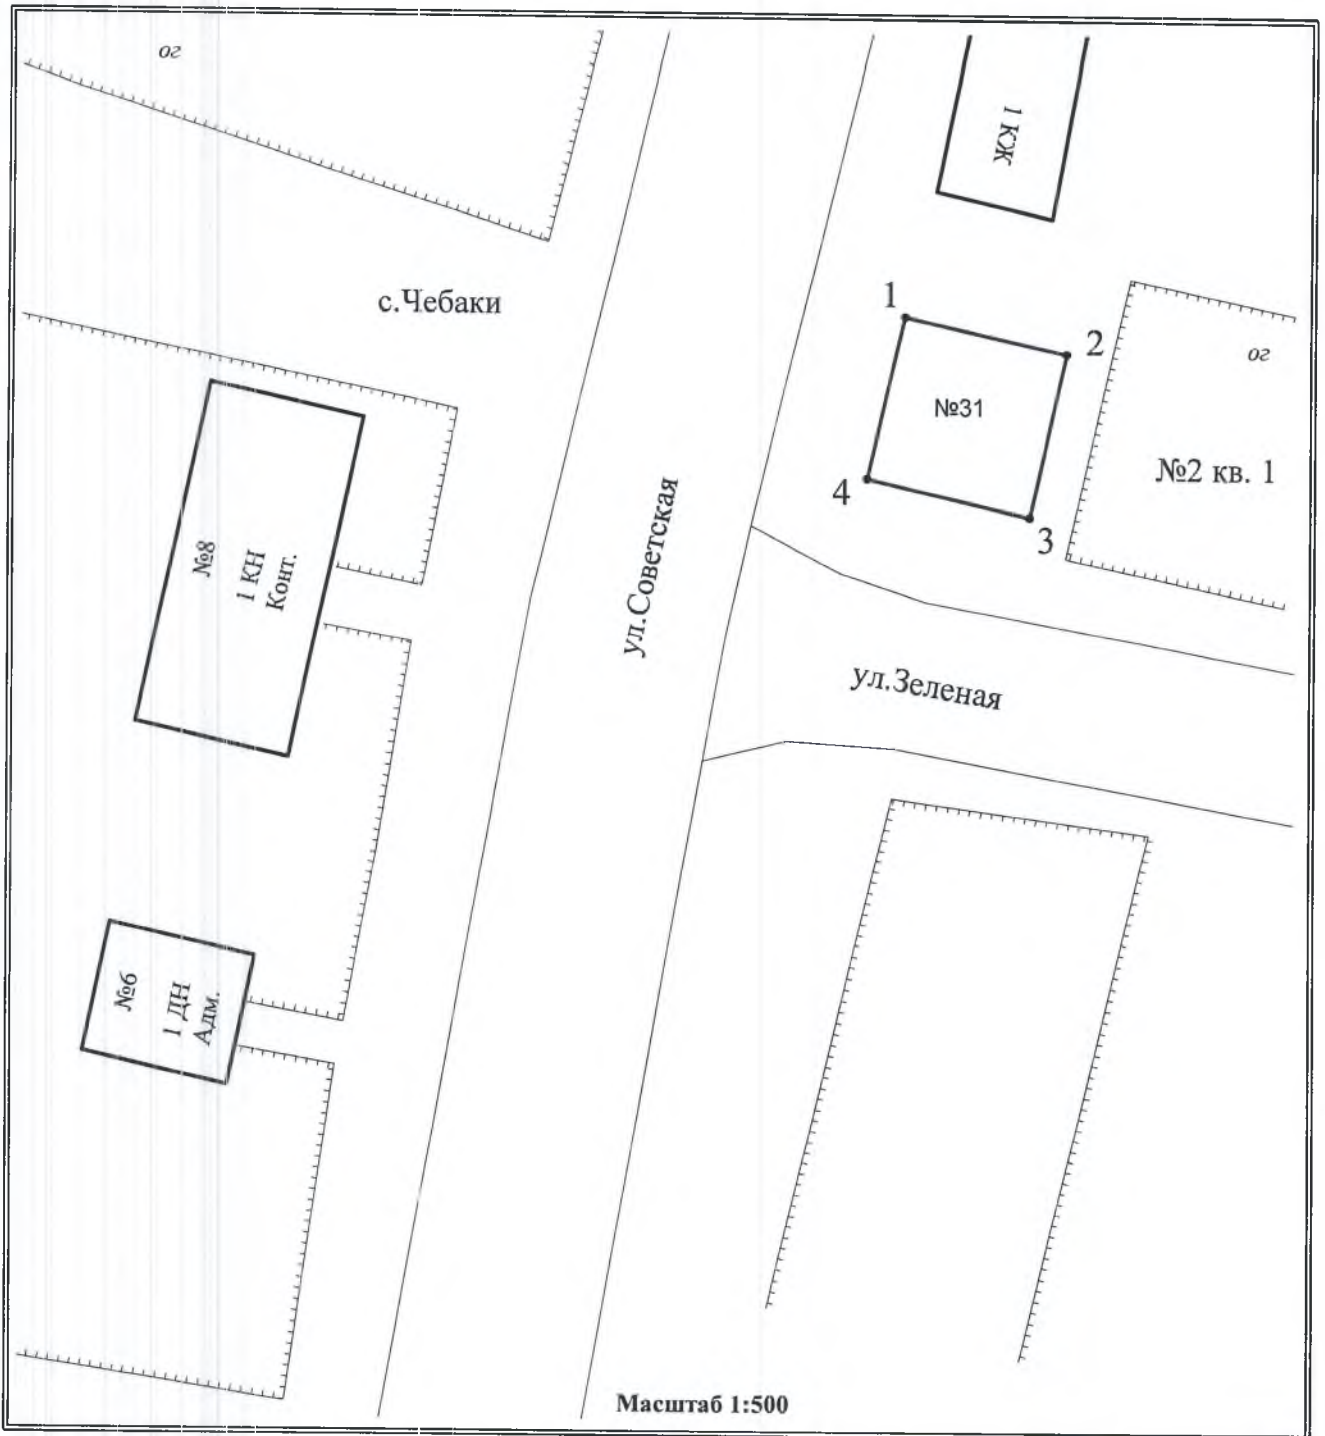 ог
1 КЖ
с.Чебаки
1
2
ог
№31
№2 кв. 1
4
3
№8
1 КН
Конт.
ул.Советская
ул.Зеленая
№6
1 ДН
Адм.
Масштаб 1:500